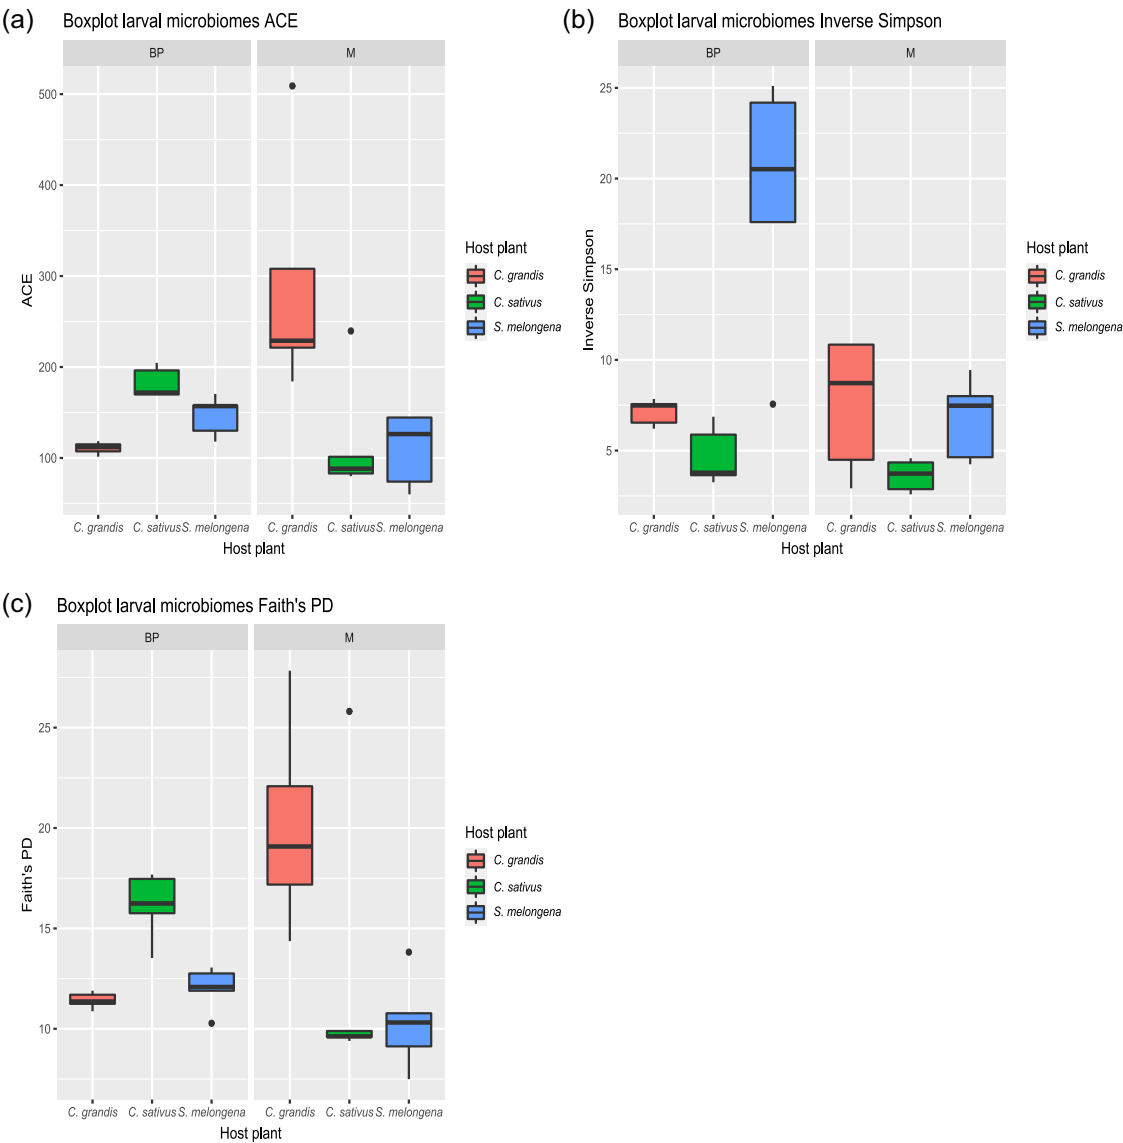 (a)
Boxplot larval microbiomes ACE
BP
M
500
400
300
200
100
ACE
C. grandis
C. sativus
S. melongena
C. grandis
C. sativus
S. melongena
Host plant
Host plant
C. grandis
C. sativus
S. melongena
(b)
Boxplot larval microbiomes Inverse Simpson
BP
M
25
20
15
10
5
Inverse Simpson
C. grandis
C. sativus
S. melongena
C. grandis
C. sativus
S. melongena
Host plant
Host plant
C. grandis
C. sativus
S. melongena
(c)
Boxplot larval microbiomes Faith's PD
BP
M
25
20
15
10
Faith's PD
C. grandis
C. sativus
S. melongena
C. grandis
C. sativus
S. melongena
Host plant
Host plant
C. grandis
C. sativus
S. melongena